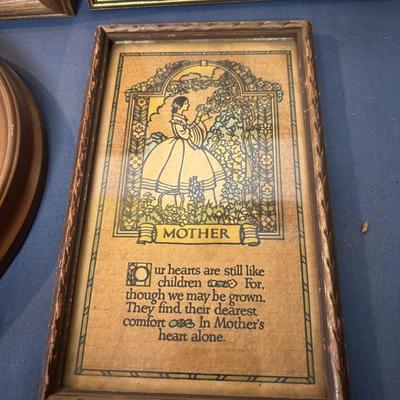 MOTHER
Our hearts are still like
children For,
though we may be grown,
They find their dearest
comfort In Mother's
heart alone.